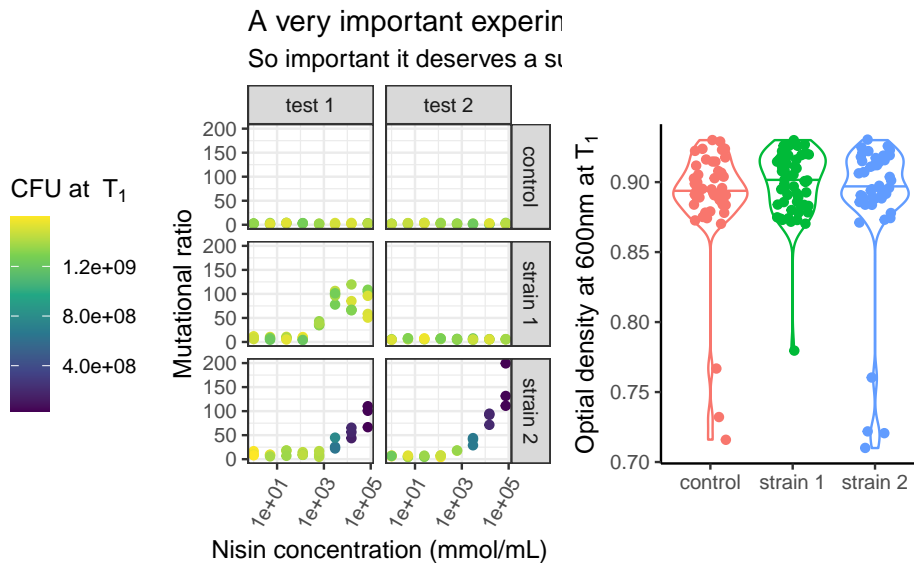 A very important experin
So important it deserves a su
test 1
test 2
200
150
100
50
0
control
200
150
100
50
0
strain 1
200
150
100
50
0
strain 2
Mutational ratio
1e+01
1e+03
1e+05
1e+01
1e+03
1e+05
Nisin concentration (mmol/mL)
CFU at T1
1.2e+09
8.0e+08
4.0e+08
Optial density at 600nm at T1
0.90
0.85
0.80
0.75
0.70
control
strain 1
strain 2